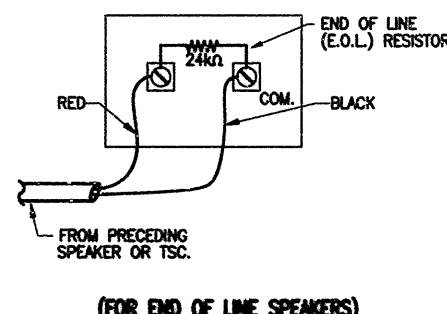 END OF LINE
(E.O.L.) RESISTOR
24kΩ
COM.
RED
BLACK
FROM PRECEDING
SPEAKER OR TSC.
(FOR END OF LINE SPEAKERS)